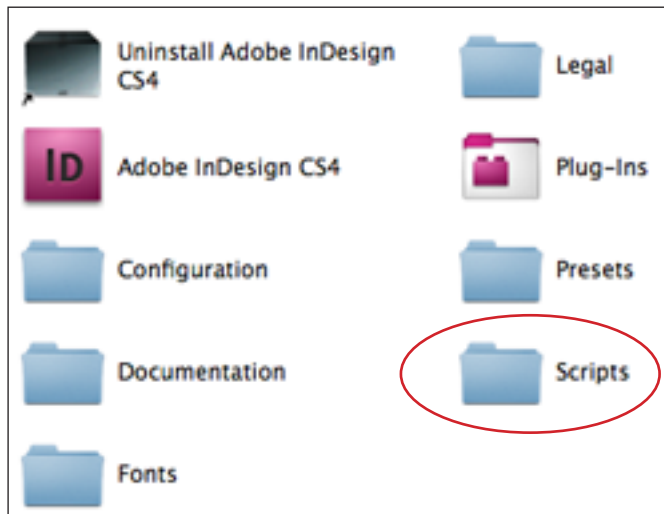 Uninstall Adobe InDesign
CS4
Legal
ID
Adobe InDesign CS4
Plug-Ins
Configuration
Presets
Documentation
Scripts
Fonts